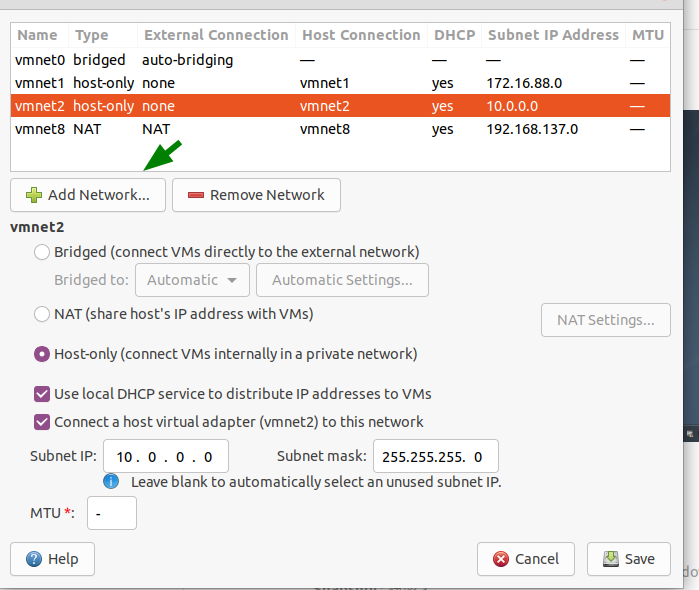 Name Type External Connection Host Connection DHCP Subnet IP Address MTU
vmnet0 bridged auto-bridging — — — —
vmnet1 host-only none vmnet1 yes 172.16.88.0 —
vmnet2 host-only none vmnet2 yes 10.0.0.0 —
vmnet8 NAT NAT vmnet8 yes 192.168.137.0 —
Add Network... Remove Network
vmnet2
Bridged (connect VMs directly to the external network)
Bridged to: Automatic Automatic Settings...
NAT (share host's IP address with VMs)
NAT Settings...
Host-only (connect VMs internally in a private network)
Use local DHCP service to distribute IP addresses to VMs
Connect a host virtual adapter (vmnet2) to this network
Subnet IP: 10 . 0 . 0 . 0 Subnet mask: 255.255.255. 0
Leave blank to automatically select an unused subnet IP.
MTU *: -
Help Cancel Save